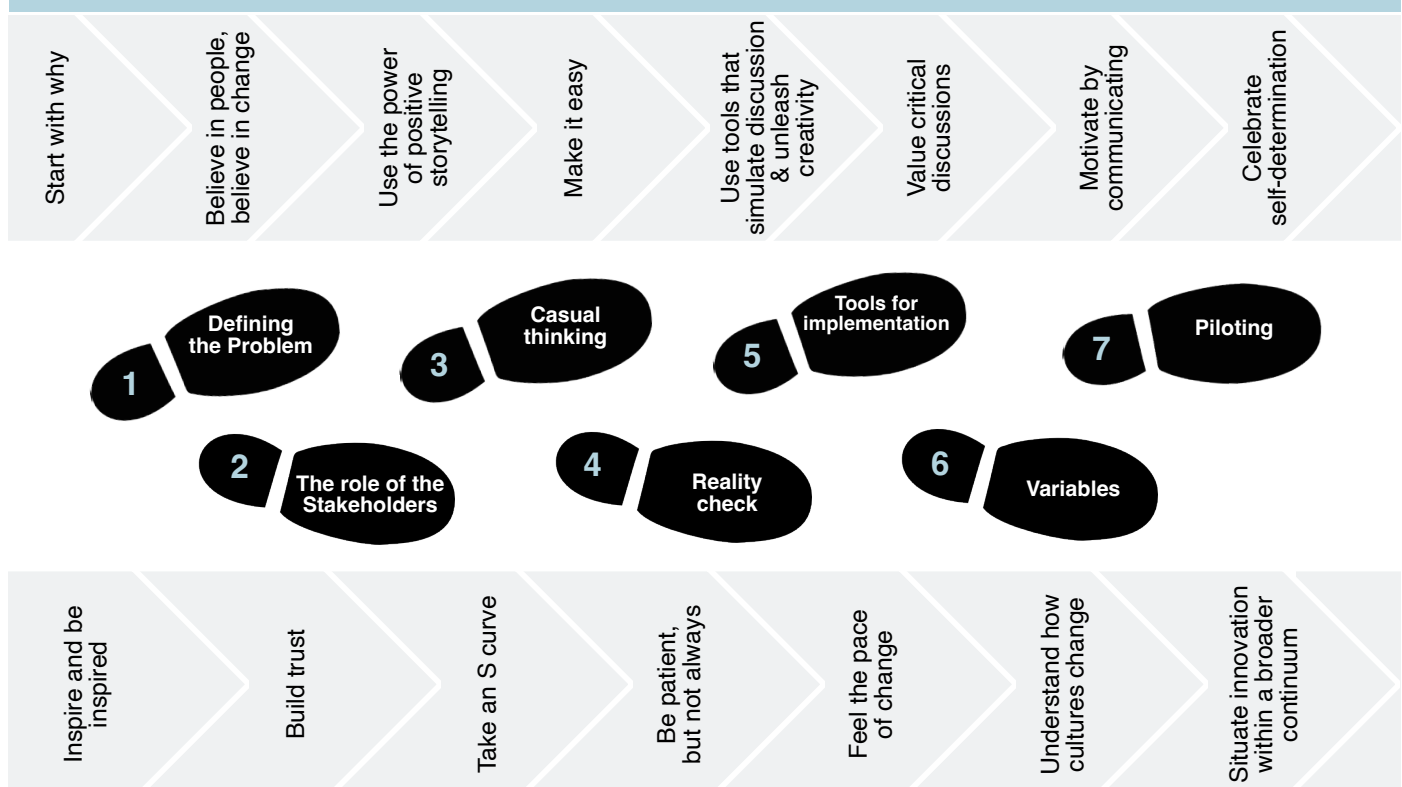 Start with why
Believe in people,
believe in change
Use the power
of positive
storytelling
Make it easy
Use tools that
simulate discussion
& unleash
creativity
Value critical
discussions
Motivate by
communicating
Celebrate
self-determination
1
Defining
the Problem
2
The role of the
Stakeholders
3
Casual
thinking
4
Reality
check
5
Tools for
implementation
6
Variables
7
Piloting
Inspire and be
inspired
Build trust
Take an S curve
Be patient,
but not always
Feel the pace
of change
Understand how
cultures change
Situate innovation
within a broader
continuum